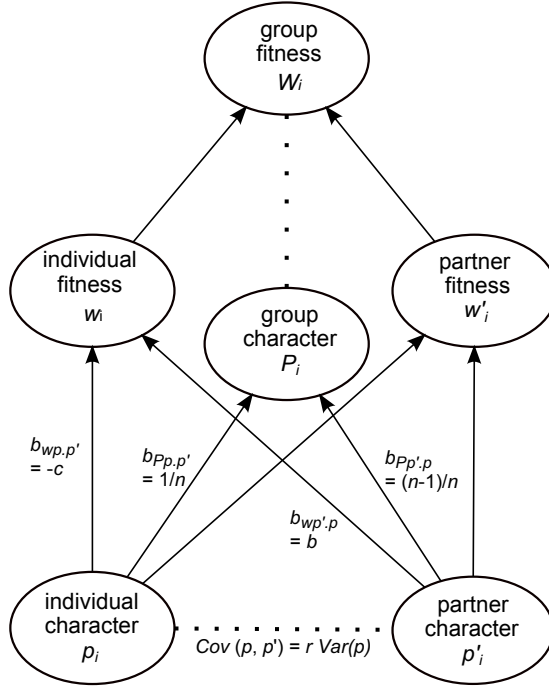 group
fitness
Wi
individual
fitness
wi
partner
fitness
w'i
group
character
Pi
bwp.p'
= -c
bPp.p'
= 1/n
bPp'.p
= (n-1)/n
bwp'.p
= b
individual
character
pi
Cov (p, p') = r Var(p)
partner
character
p'i